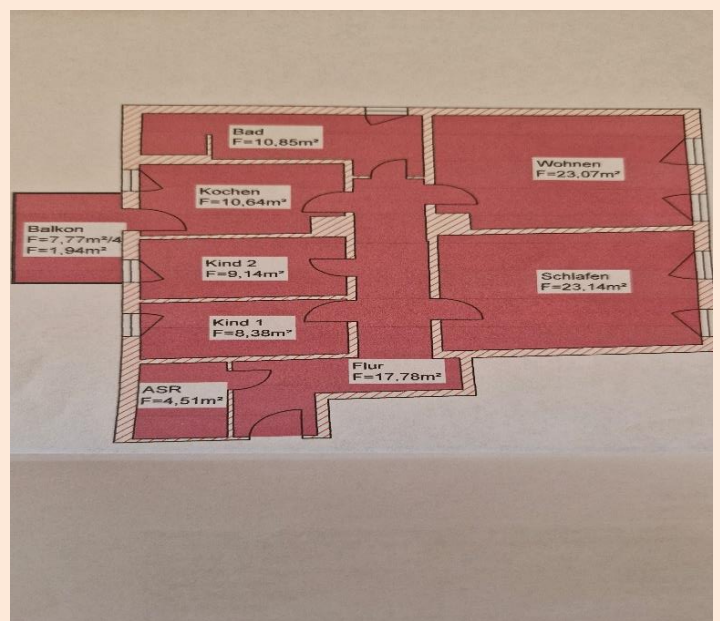 Bad
F=10,85m²
Wohnen
F=23,07m²
Kochen
F=10,64m²
Balkon
F=7,77m²/4
F=1,94m²
Kind 2
F=9,14m²
Schlafen
F=23,14m²
Kind 1
F=8,38m²
Flur
F=17,78m²
ASR
F=4,51m²